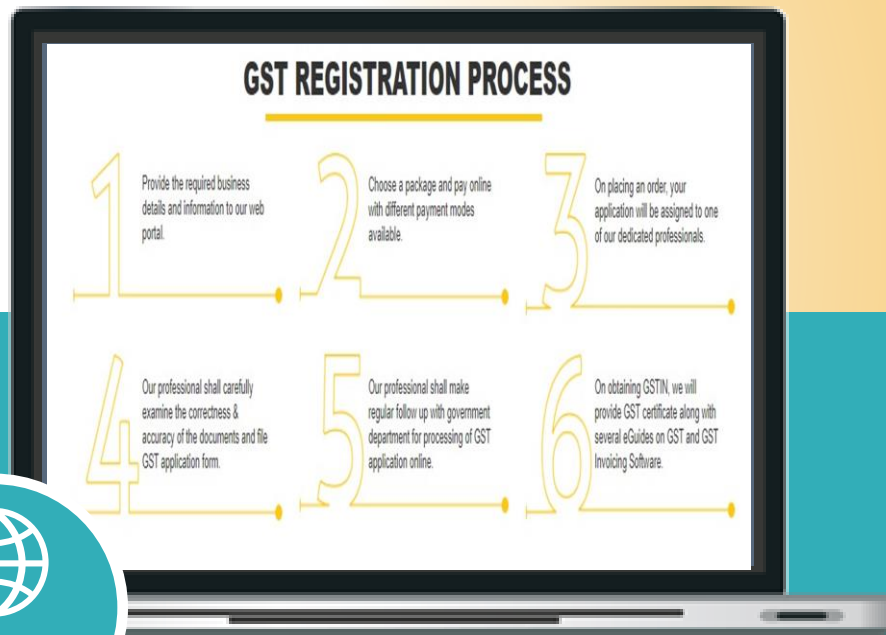 GST REGISTRATION PROCESS
1
Provide the required business
details and information to our web
portal.
2
Choose a package and pay online
with different payment modes
available.
3
On placing an order, your
application will be assigned to one
of our dedicated professionals.
4
Our professional shall carefully
examine the correctness &
accuracy of the documents and file
GST application form.
5
Our professional shall make
regular follow up with government
department for processing of GST
application online.
6
On obtaining GSTIN, we will
provide GST certificate along with
several eGuides on GST and GST
Invoicing Software.